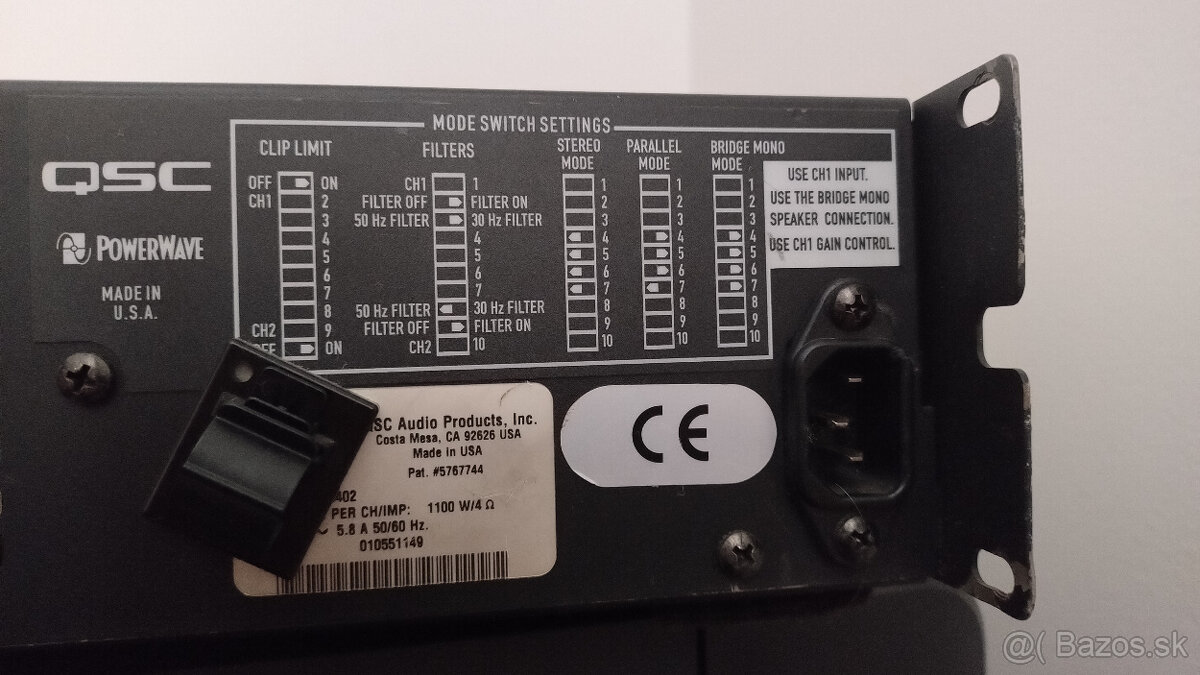 QSC
POWERWAVE
MADE IN
U.S.A.
MODE SWITCH SETTINGS
CLIP LIMIT
OFF ON
CH1 2
3
4
5
6
7
8
CH2 9
ON
FILTERS
CH1 1
FILTER OFF FILTER ON
50 Hz FILTER 30 Hz FILTER
4
5
6
7
50 Hz FILTER 30 Hz FILTER
FILTER OFF FILTER ON
CH2 10
STEREO
MODE
1
2
3
4
5
6
7
8
9
10
PARALLEL
MODE
1
2
3
4
5
6
7
8
9
10
BRIDGE MONO
MODE
1
2
3
4
5
6
7
8
9
10
USE CH1 INPUT.
USE THE BRIDGE MONO
SPEAKER CONNECTION.
USE CH1 GAIN CONTROL.
Audio Products, Inc.
Costa Mesa, CA 92626 USA
Made in USA
Pat. #5767744
402
PER CH/IMP: 1100 W/4 Ω
5.8 A 50/60 Hz.
010551149
CE
@( Bazos.sk